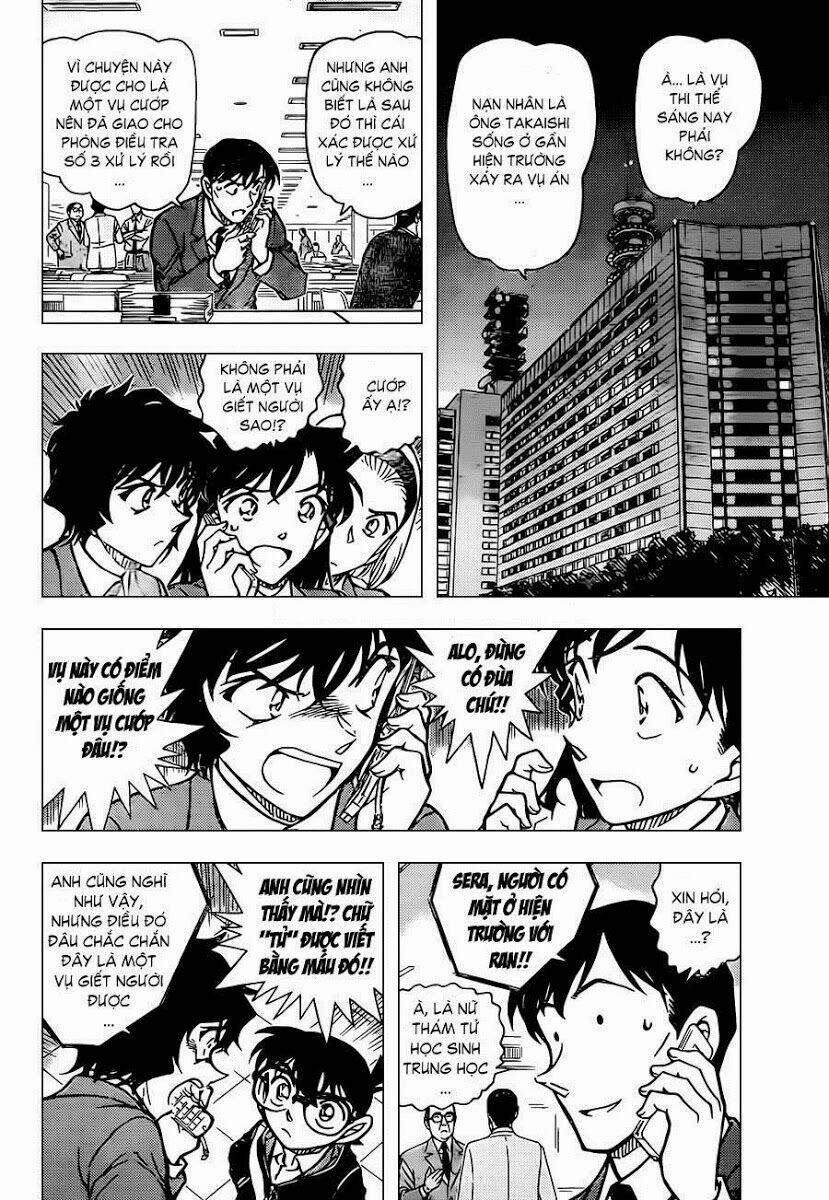 À... LÀ VỤ
THI THỂ
SÁNG NAY
PHẢI
KHÔNG?
NẠN NHÂN LÀ
ÔNG TAKAISHI
SỐNG Ở GẦN
HIỆN TRƯỜNG
XẢY RA VỤ ÁN
...
NHƯNG ANH
CŨNG KHÔNG
BIẾT LÀ SAU
ĐÓ THÌ CÁI
XÁC ĐƯỢC XỬ
LÝ THẾ NÀO
...
VÌ CHUYỆN NÀY
ĐƯỢC CHO LÀ
MỘT VỤ CƯỚP
NÊN ĐÃ GIAO CHO
PHÒNG ĐIỀU TRA
SỐ 3 XỬ LÝ RỒI
...
CƯỚP
ẤY Ạ!?
KHÔNG PHẢI
LÀ MỘT VỤ
GIẾT NGƯỜI
SAO!?
ALO, ĐỪNG
CÓ ĐÙA
CHỨ!!
VỤ NÀY CÓ ĐIỂM
NÀO GIỐNG
MỘT VỤ CƯỚP
ĐÂU!?
XIN HỎI,
ĐÂY LÀ
...?
SERA, NGƯỜI CÓ
MẶT Ở HIỆN
TRƯỜNG VỚI
RAN!!
À, LÀ NỮ
THÁM TỬ
HỌC SINH
TRUNG HỌC
...
ANH CŨNG NHÌN
THẤY MÀ!? CHỮ
"TỬ" ĐƯỢC VIẾT
BẰNG MÁU ĐÓ!!
ANH CŨNG NGHĨ
NHƯ VẬY,
NHƯNG ĐIỀU ĐÓ
ĐÂU CHẮC CHẮN
ĐÂY LÀ MỘT
VỤ GIẾT NGƯỜI
ĐƯỢC
...